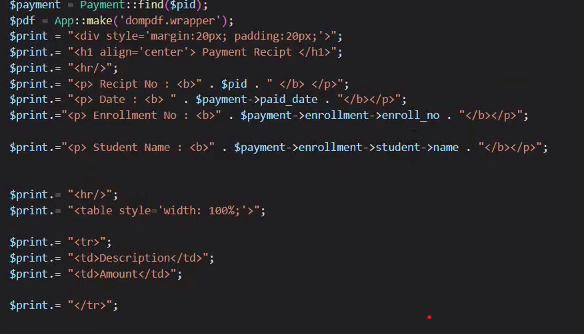 $payment = Payment::find($pid);
$pdf = App::make('dompdf.wrapper');
$print = "<div style='margin:20px; padding:20px;'>";
$print.= "<h1 align='center'> Payment Recipt </h1>";
$print.= "<hr/>";
$print.= "<p> Recipt No : <b>" . $pid . " </b> </p>";
$print.= "<p> Date : <b> " . $payment->paid_date . "</b></p>";
$print.="<p> Enrollment No : <b>" . $payment->enrollment->enroll_no . "</b></p>";
$print.="<p> Student Name : <b>" . $payment->enrollment->student->name . "</b></p>";
$print.= "<hr/>";
$print.= "<table style='width: 100%;'>";
$print.= "<tr>";
$print.= "<td>Description</td>";
$print.= "<td>Amount</td>";
$print.= "</tr>";